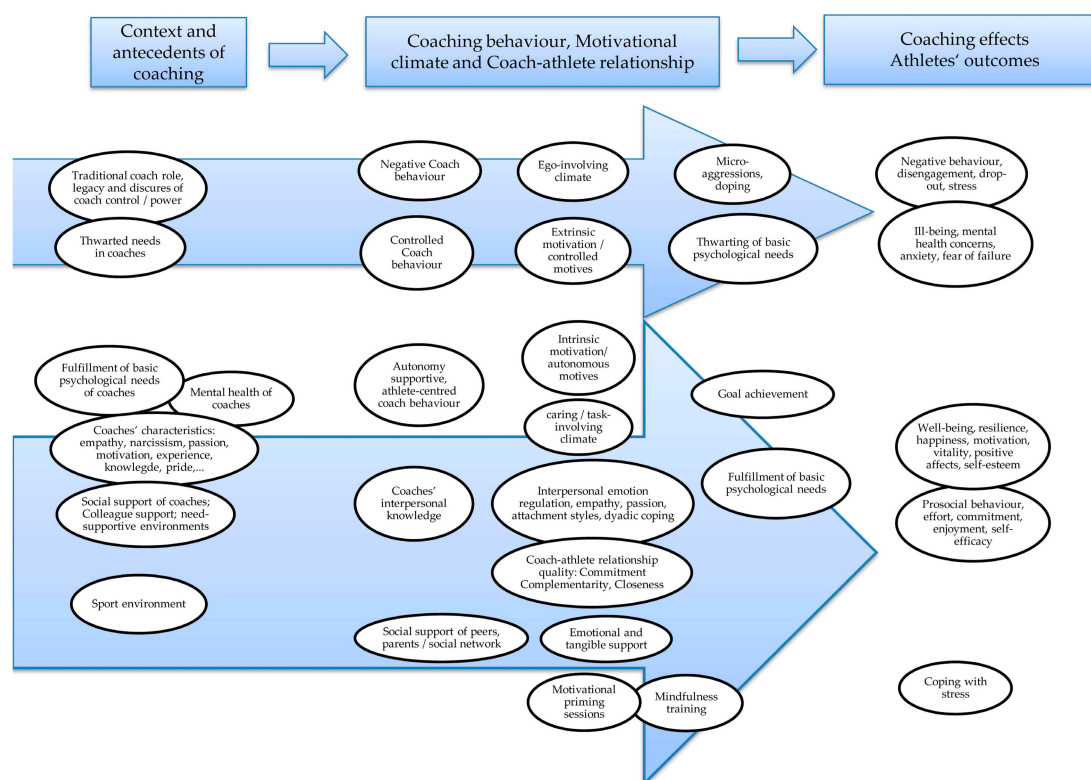 Context and
antecedents of
coaching
Coaching behaviour, Motivational
climate and Coach-athlete relationship
Coaching effects
Athletes‘ outcomes
Traditional coach role,
legacy and discures of
coach control / power
Thwarted needs
in coaches
Negative Coach
behaviour
Controlled
Coach
behaviour
Ego-involving
climate
Extrinsic
motivation /
controlled
motives
Micro-
aggressions,
doping
Thwarting of basic
psychological needs
Negative behaviour,
disengagement, drop-
out, stress
Ill-being, mental
health concerns,
anxiety, fear of failure
Fulfillment of basic
psychological needs
of coaches
Mental health of
coaches
Coaches’
characteristics:
empathy, narcissism, passion,
motivation, experience,
knowlegde, pride,...
Social support of coaches;
Colleague support; need-
supportive environments
Sport environment
Autonomy
supportive,
athlete-centred
coach behaviour
Coaches’
interpersonal
knowledge
Social support of peers,
parents / social network
Intrinsic
motivation/
autonomous
motives
caring / task-
involving
climate
Interpersonal emotion
regulation, empathy, passion,
attachment styles, dyadic coping
Coach-athlete relationship
quality: Commitment
Complementarity, Closeness
Emotional and
tangible support
Motivational
priming
sessions
Mindfulness
training
Goal achievement
Fulfillment of basic
psychological needs
Well-being, resilience,
happiness, motivation,
vitality, positive
affects, self-esteem
Prosocial behaviour,
effort, commitment,
enjoyment, self-
efficacy
Coping with
stress